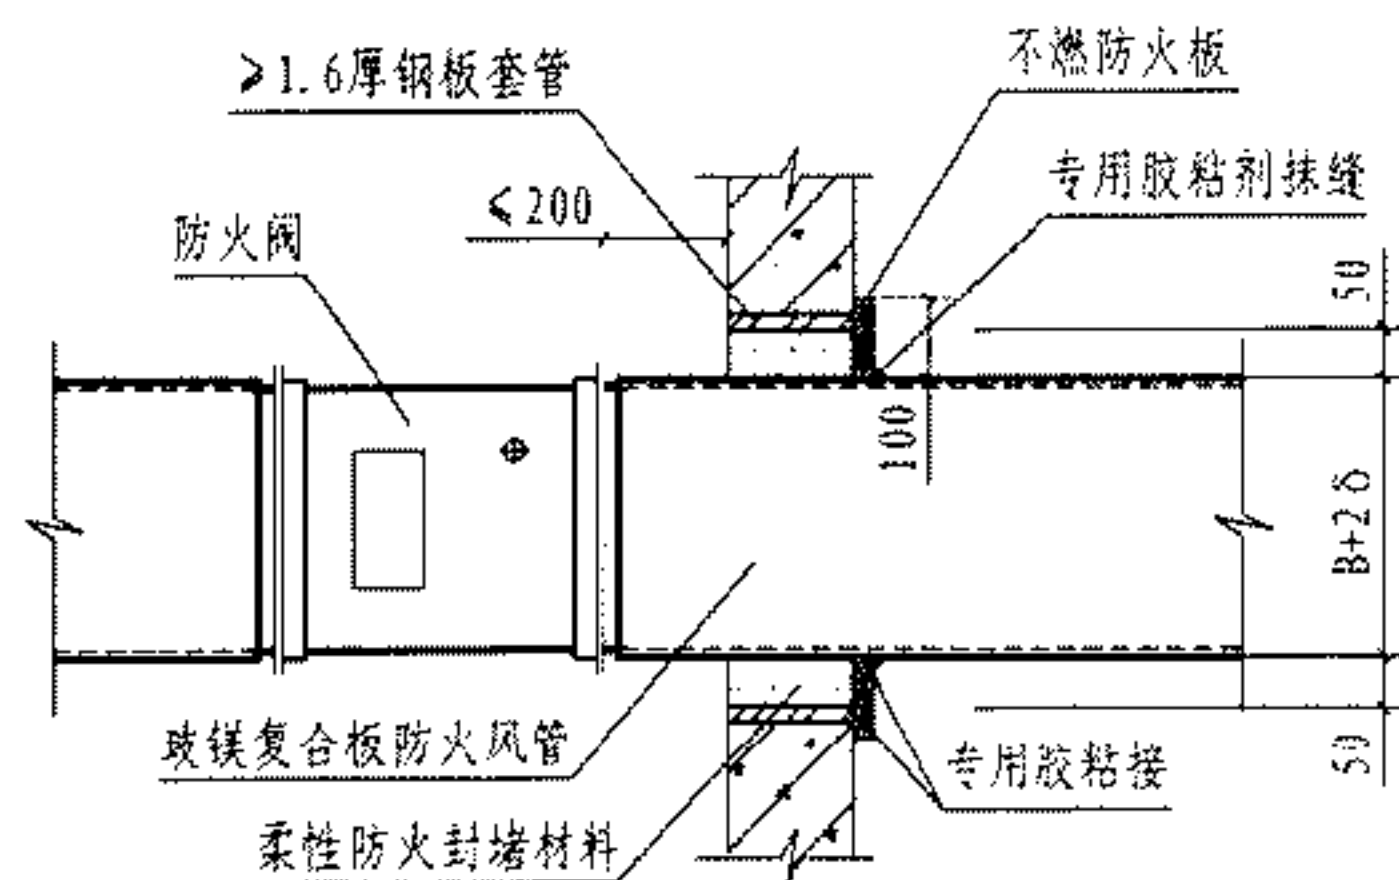 ≥1.6厚钢板套管
不燃防火板
专用胶粘剂抹缝
≤200
防火阀
50
100
B+2δ
玻镁复合板防火风管
专用胶粘接
50
柔性防火封堵材料